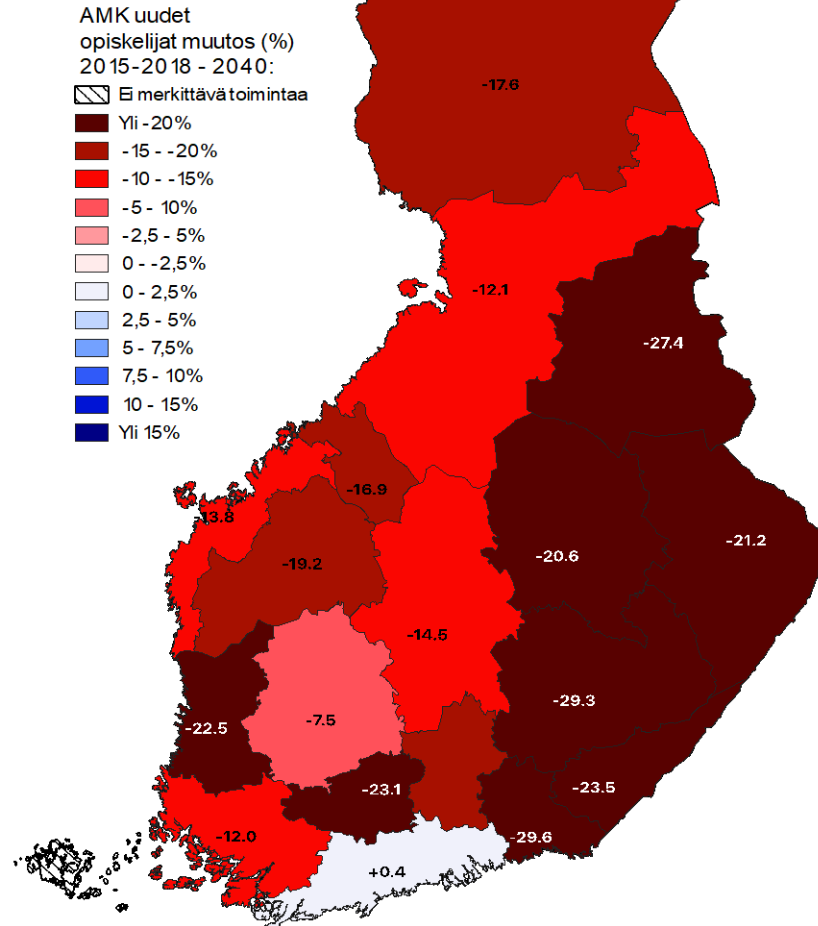 AMK uudet
opiskelijat muutos (%)
2015-2018 - 2040:
Ei merkittävä toimintaa
Yli -20%
-15 - -20%
-10 - -15%
-5 - 10%
-2,5 - 5%
0 - -2,5%
0 - 2,5%
2,5 - 5%
5 - 7,5%
7,5 - 10%
10 - 15%
Yli 15%
-17.6
-12.1
-27.4
-16.9
-13.8
-21.2
-20.6
-19.2
-14.5
-29.3
-7.5
-22.5
-23.1
-23.5
-12.0
-29.6
+0.4